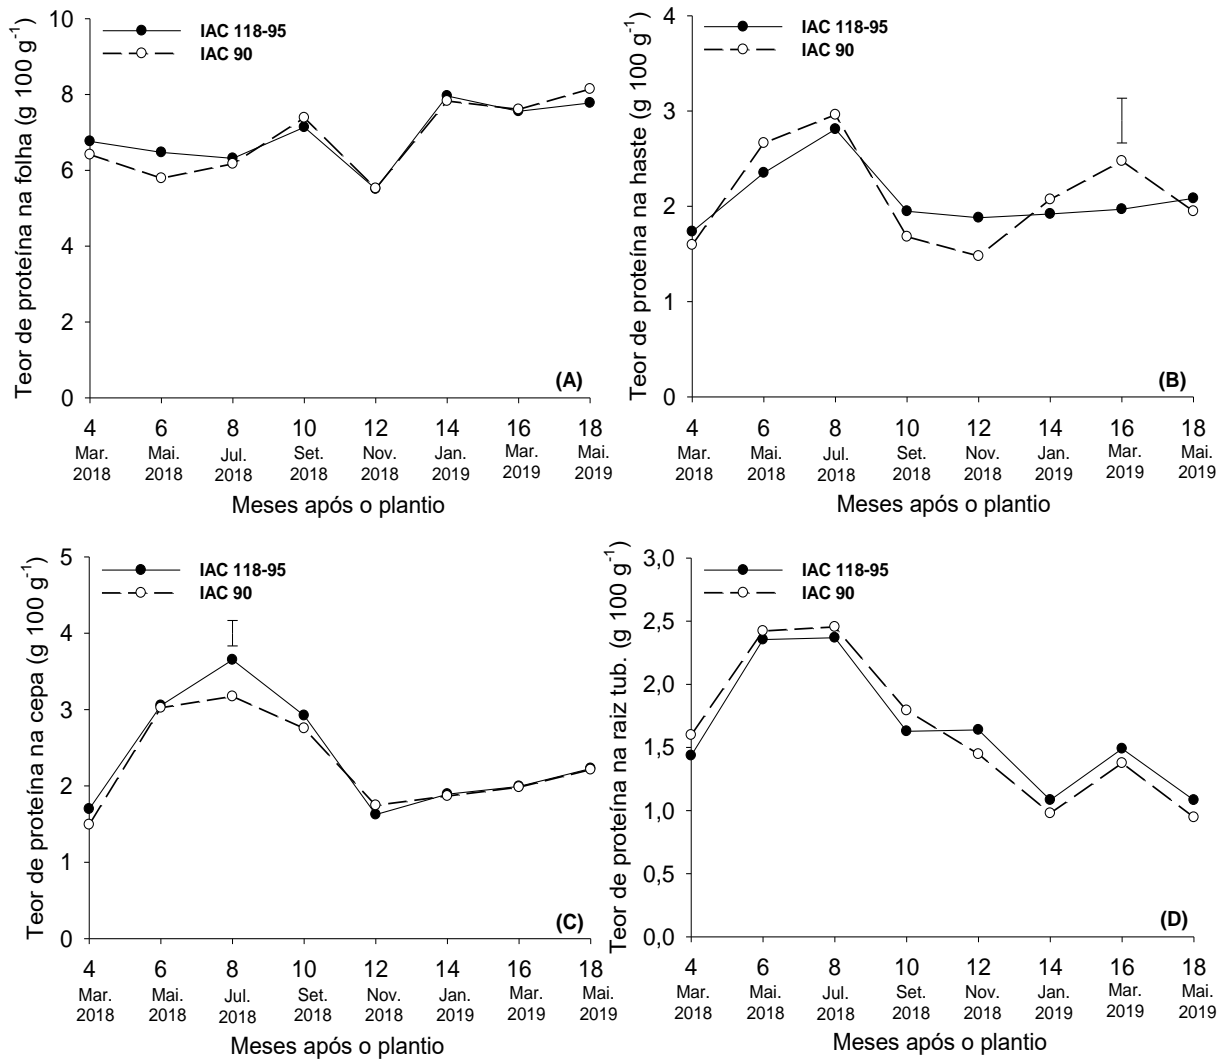 Teor de proteína na folha (g 100 g-1)
IAC 118-95
IAC 90
10
8
6
4
2
0
(A)
4 6 8 10 12 14 16 18
Mar. Mai. Jul. Set. Nov. Jan. Mar. Mai.
2018 2018 2018 2018 2018 2019 2019 2019
Meses após o plantio
Teor de proteína na haste (g 100 g-1)
IAC 118-95
IAC 90
4
3
2
1
0
(B)
4 6 8 10 12 14 16 18
Mar. Mai. Jul. Set. Nov. Jan. Mar. Mai.
2018 2018 2018 2018 2018 2019 2019 2019
Meses após o plantio
Teor de proteína na cepa (g 100 g-1)
IAC 118-95
IAC 90
5
4
3
2
1
0
(C)
4 6 8 10 12 14 16 18
Mar. Mai. Jul. Set. Nov. Jan. Mar. Mai.
2018 2018 2018 2018 2018 2019 2019 2019
Meses após o plantio
Teor de proteína na raiz tub. (g 100 g-1)
IAC 118-95
IAC 90
3,0
2,5
2,0
1,5
1,0
0,5
0,0
(D)
4 6 8 10 12 14 16 18
Mar. Mai. Jul. Set. Nov. Jan. Mar. Mai.
2018 2018 2018 2018 2018 2019 2019 2019
Meses após o plantio